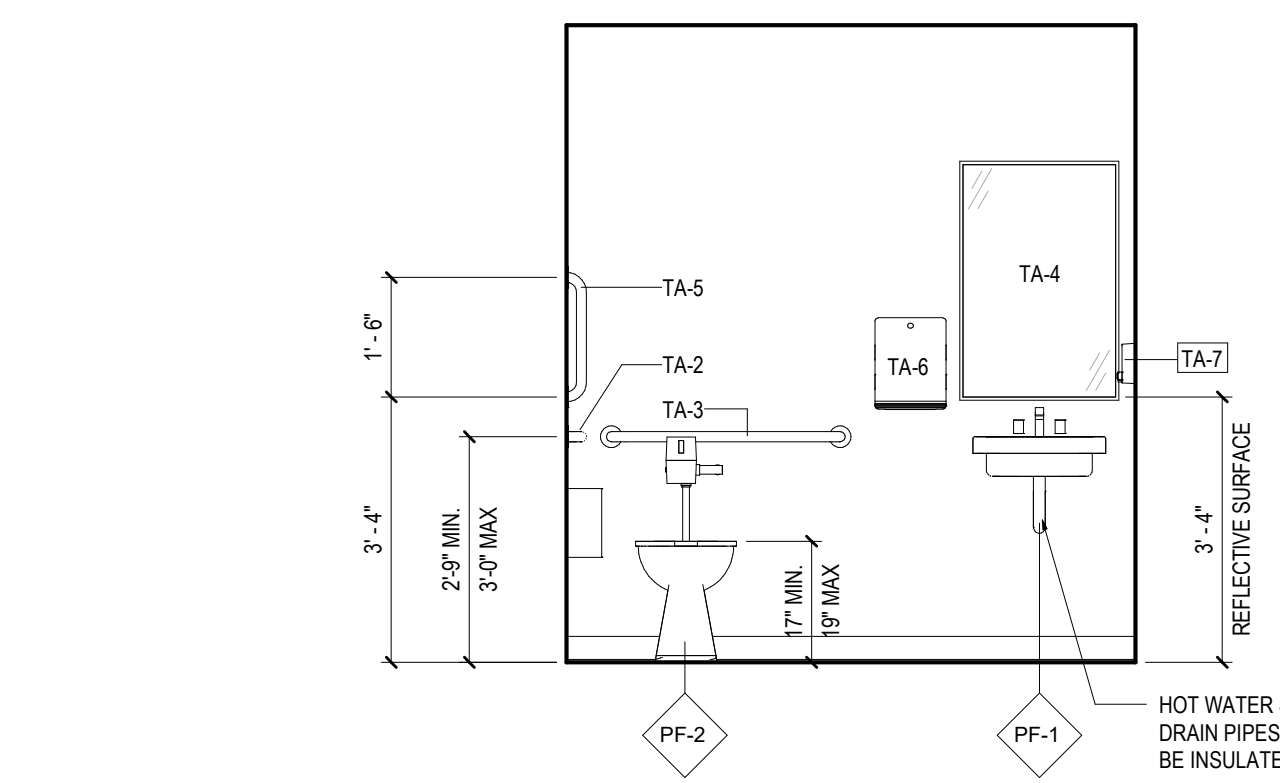 TA-4
TA-5
1' - 6"
TA-7
TA-2
TA-6
TA-3
3' - 4"
2'-9" MIN.
3'-0" MAX
17" MIN.
19" MAX
3' - 4"
REFLECTIVE SURFACE
PF-2
PF-1
HOT WATER
DRAIN PIPES
BE INSULATE